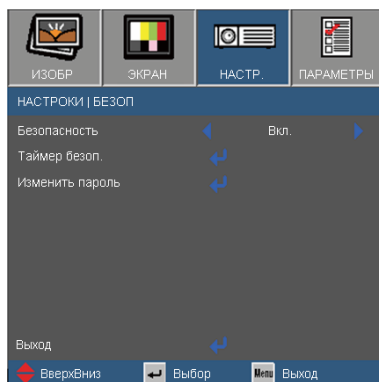 ИЗОБР ЭКРАН НАСТР. ПАРАМЕТРЫ
НАСТРОКИ | БЕЗОП
Безопасность Вкл.
Таймер безоп.
Изменить пароль
Выход
ВверхВниз Выбор Menu Выход